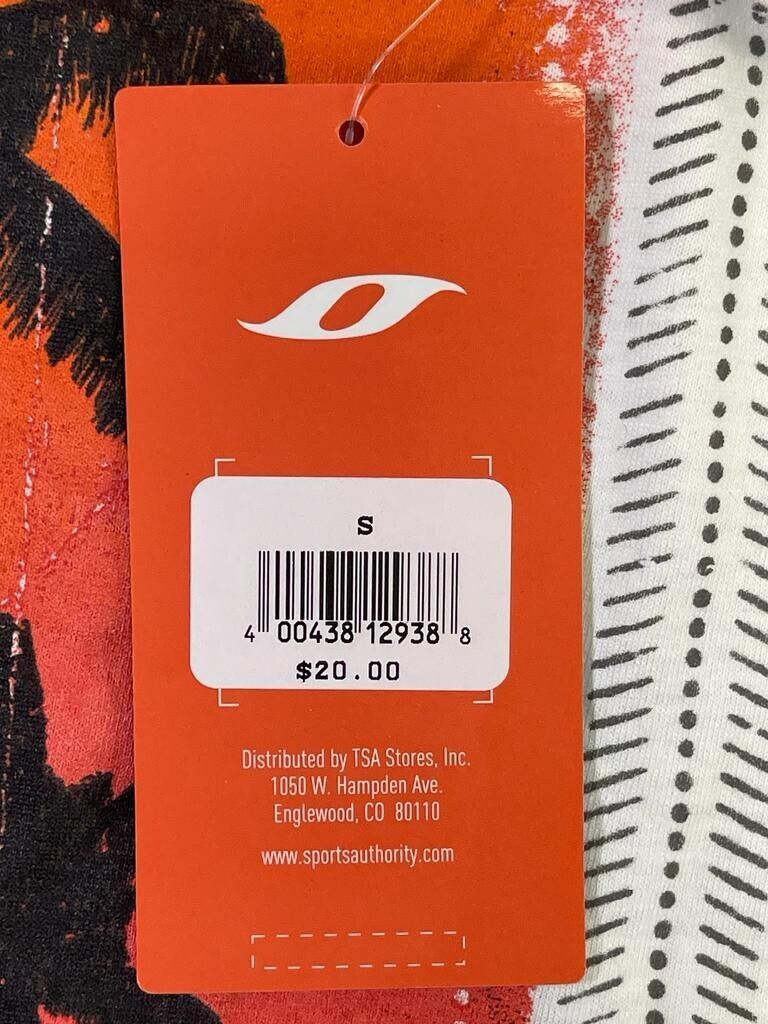 S
4 00438 12938 8
$20.00
Distributed by TSA Stores, Inc.
1050 W. Hampden Ave.
Englewood, CO 80110
www.sportsauthority.com